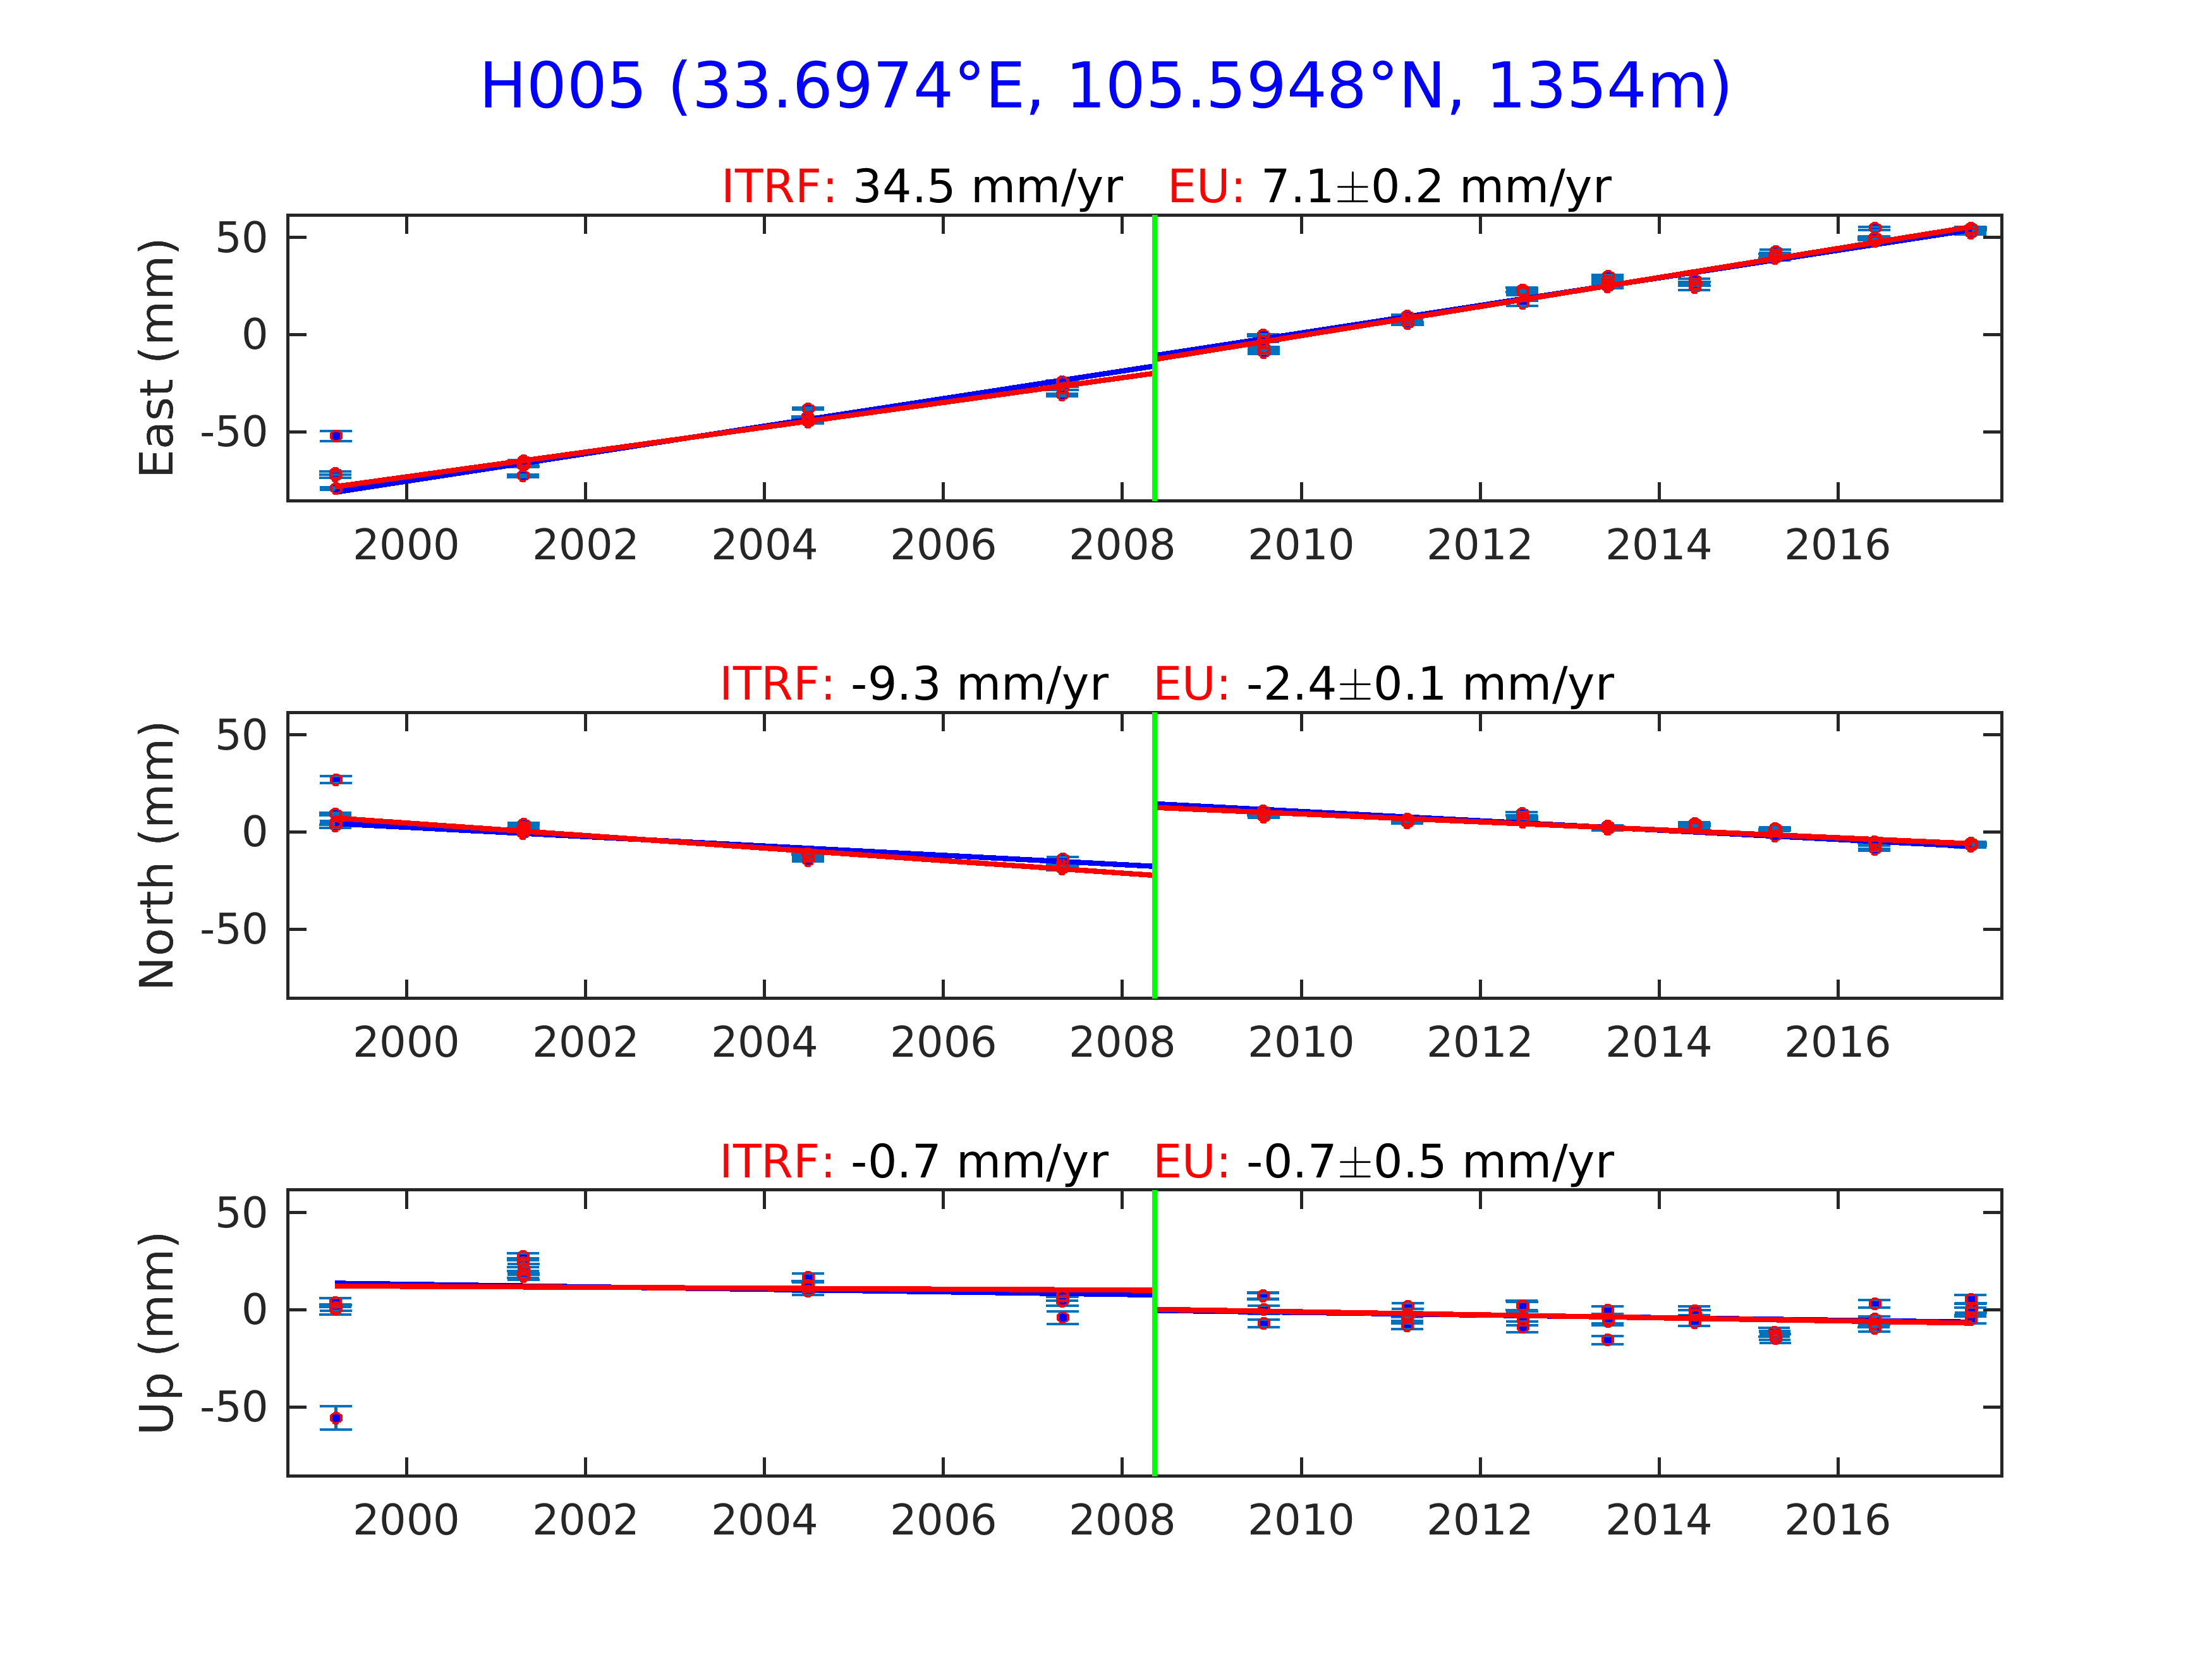 H005 (33.6974°E, 105.5948°N, 1354m)
ITRF: 34.5 mm/yr EU: 7.1±0.2 mm/yr
East (mm)
50
0
-50
2000 2002 2004 2006 2008 2010 2012 2014 2016
ITRF: -9.3 mm/yr EU: -2.4±0.1 mm/yr
North (mm)
50
0
-50
2000 2002 2004 2006 2008 2010 2012 2014 2016
ITRF: -0.7 mm/yr EU: -0.7±0.5 mm/yr
Up (mm)
50
0
-50
2000 2002 2004 2006 2008 2010 2012 2014 2016